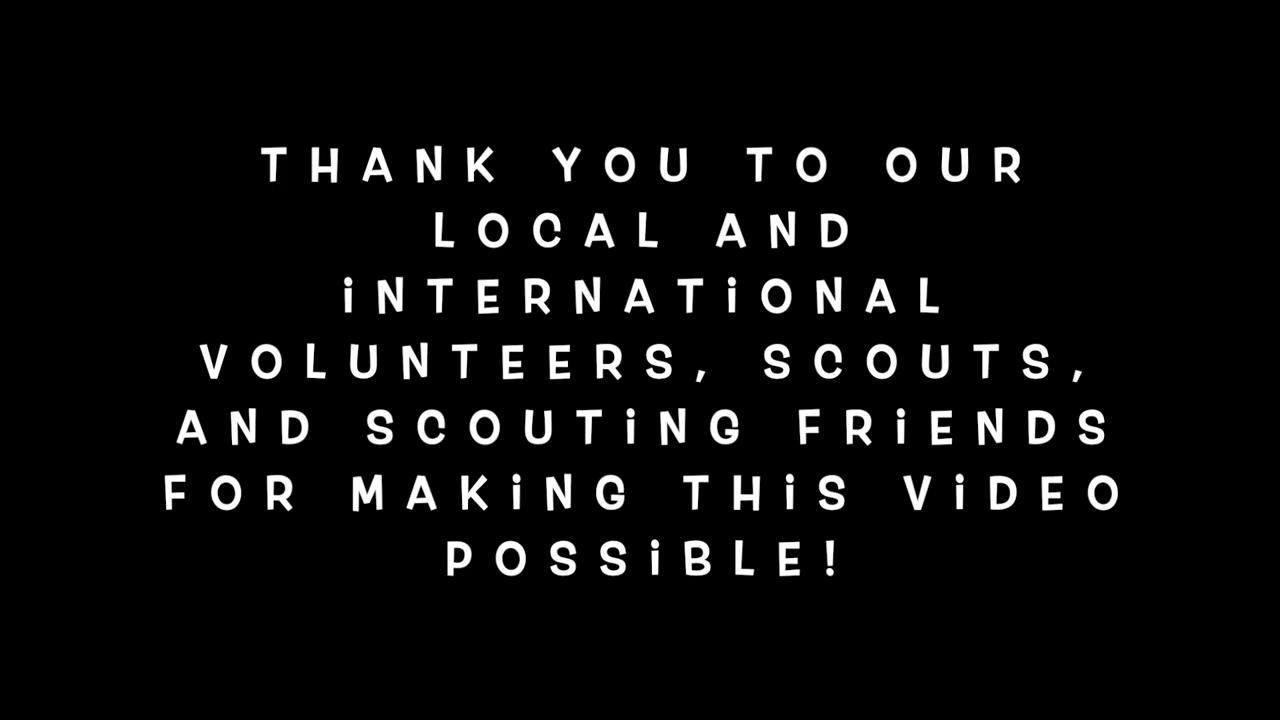 THANK YOU TO OUR
LOCAL AND
iNTERNATiONAL
VOLUNTEERS, SCOUTS,
AND SCOUTiNG FRiENDS
FOR MAKiNG THiS ViDEO
POSSiBLE!